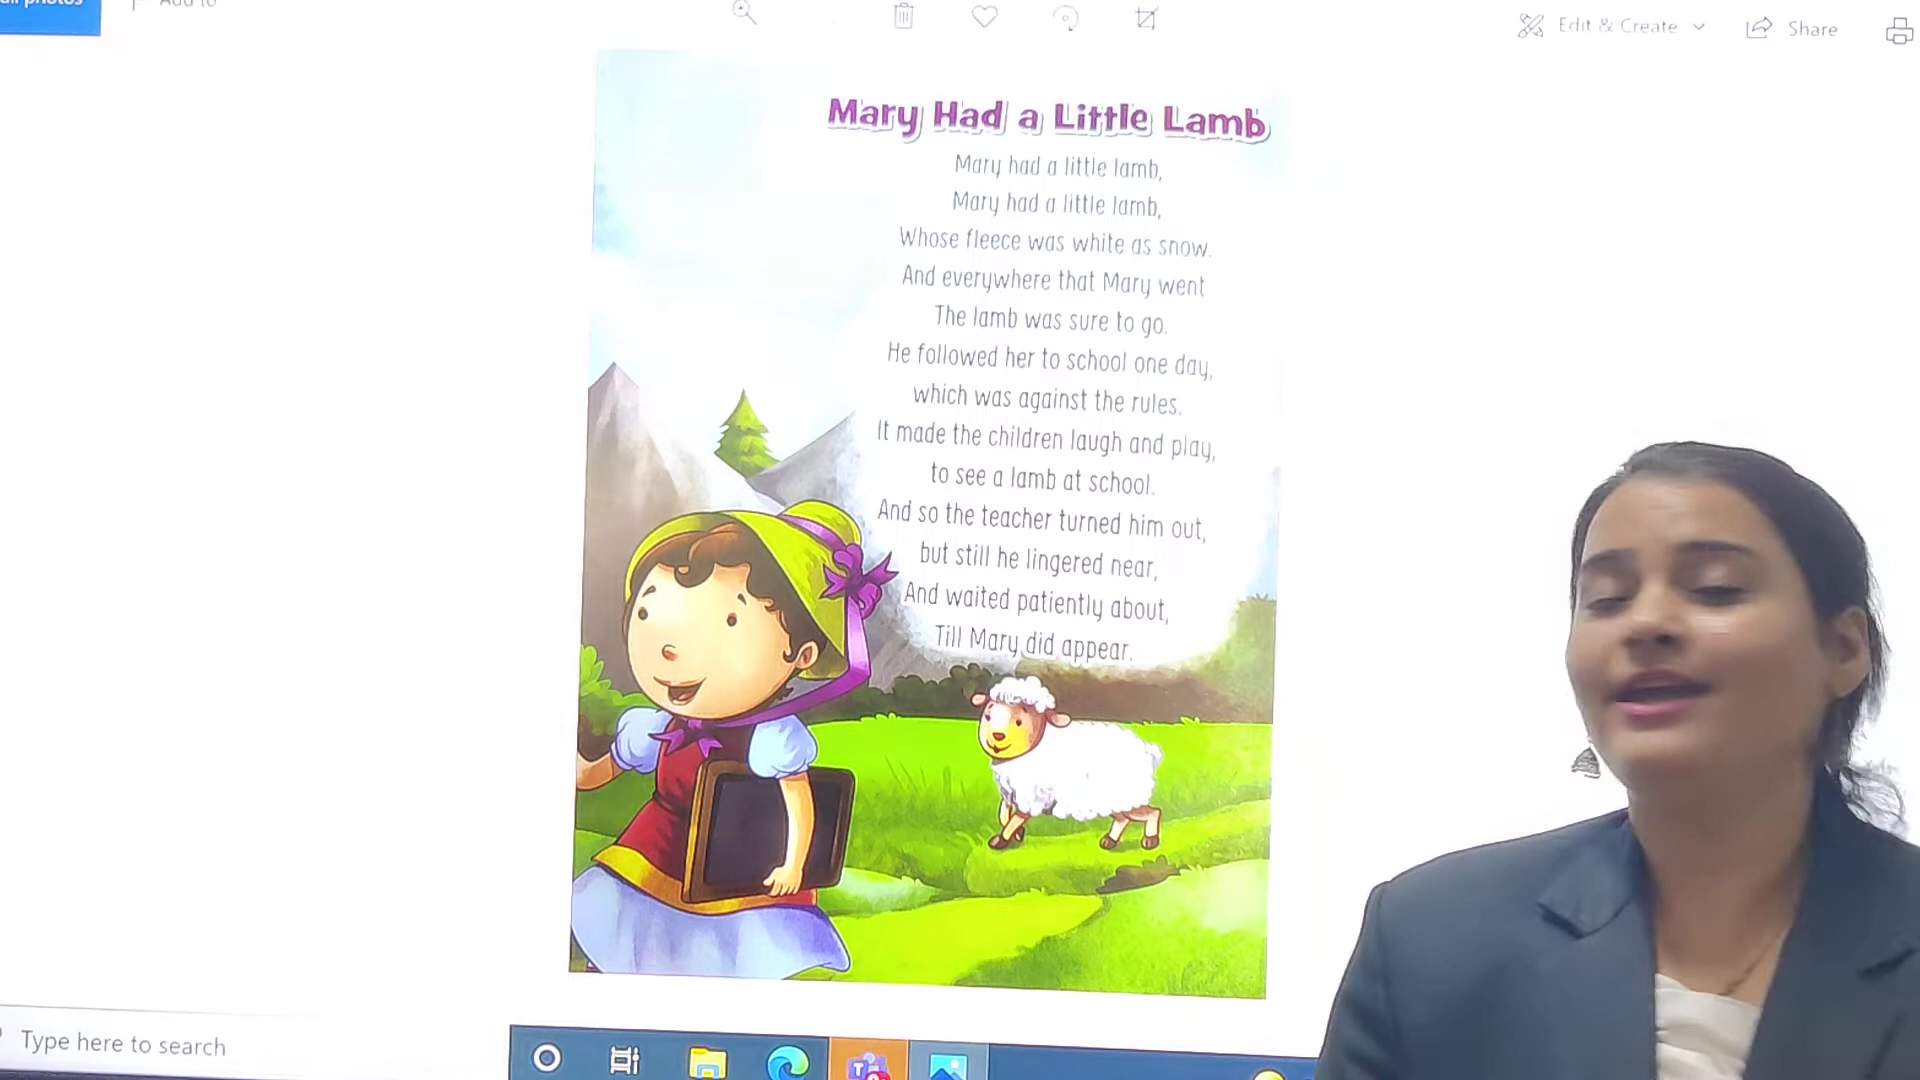 Add to
Edit & Create
Share
Mary Had a Little Lamb
Mary had a little lamb,
Mary had a little lamb,
Whose fleece was white as snow.
And everywhere that Mary went
The lamb was sure to go.
He followed her to school one day,
which was against the rules.
It made the children laugh and play,
to see a lamb at school.
And so the teacher turned him out,
but still he lingered near,
And waited patiently about,
Till Mary did appear.
Type here to search